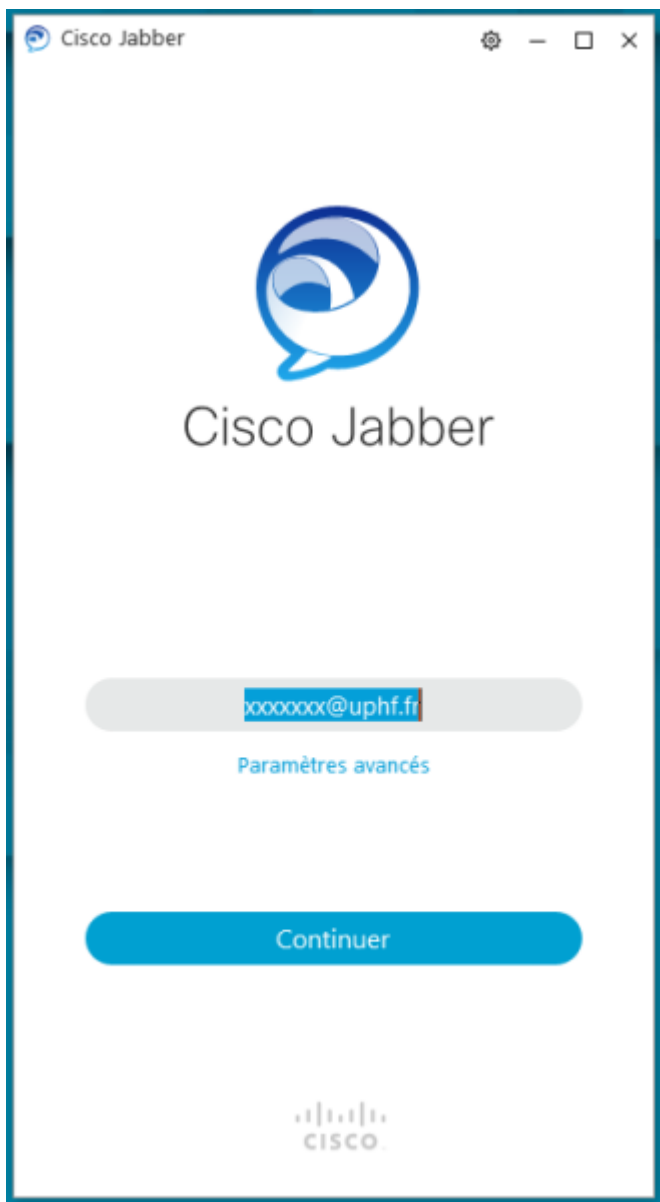 Cisco Jabber
Cisco Jabber
xxxxxxx@uphf.fr
Paramètres avancés
Continuer
CISCO